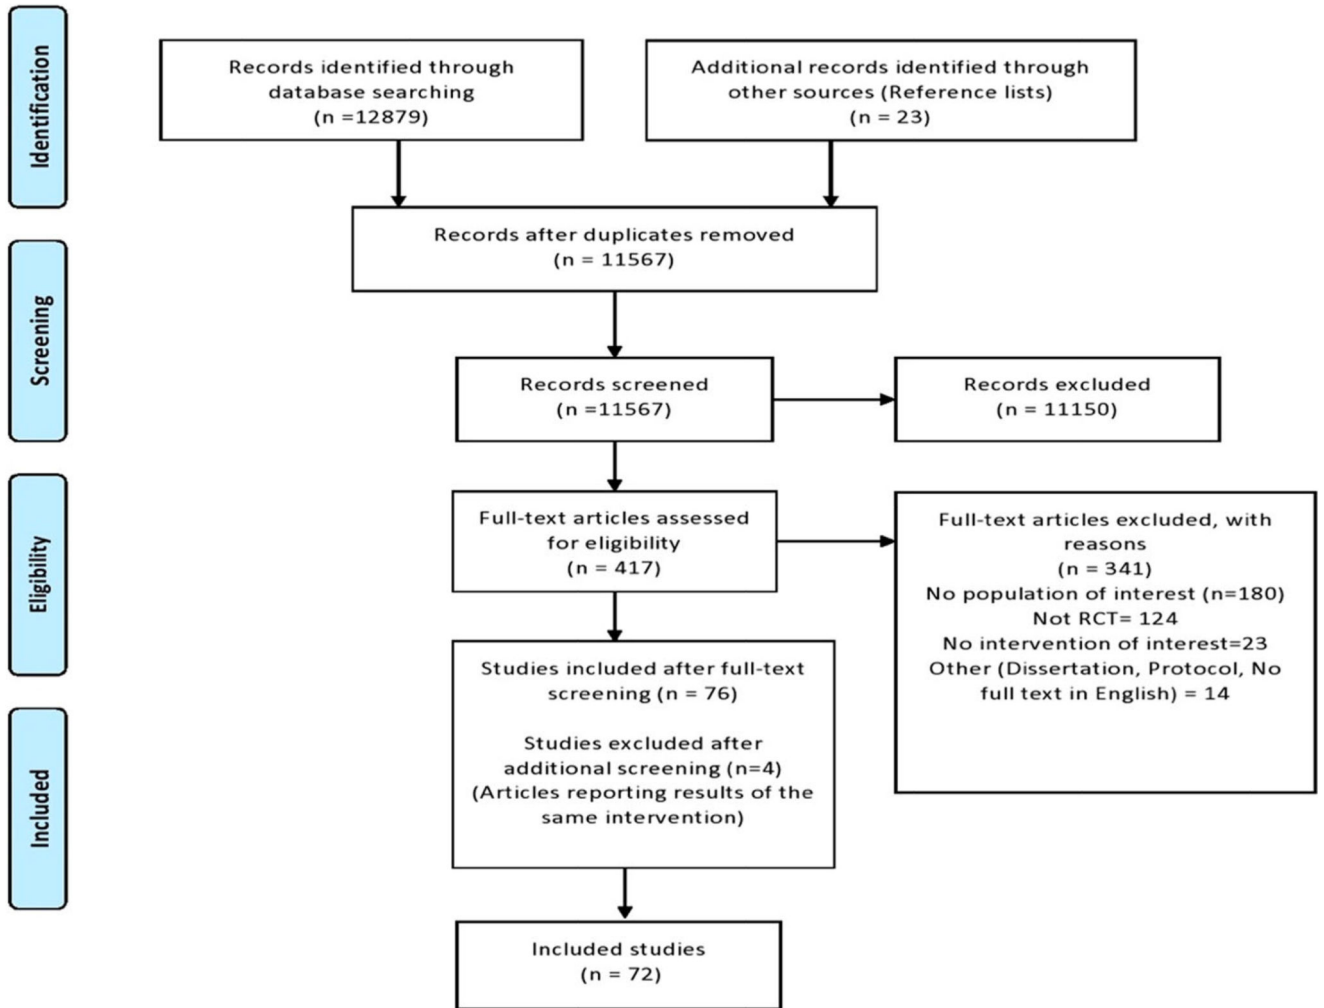 Identification
Records identified through
database searching
(n =12879)
Additional records identified through
other sources (Reference lists)
(n = 23)
Records after duplicates removed
(n = 11567)
Screening
Records screened
(n =11567)
Records excluded
(n = 11150)
Eligibility
Full-text articles assessed
for eligibility
(n = 417)
Full-text articles excluded, with
reasons
(n = 341)
No population of interest (n=180)
Not RCT= 124
No intervention of interest=23
Other (Dissertation, Protocol, No
full text in English) = 14
Studies included after full-text
screening (n = 76)
Studies excluded after
additional screening (n=4)
(Articles reporting results of the
same intervention)
Included
Included studies
(n = 72)